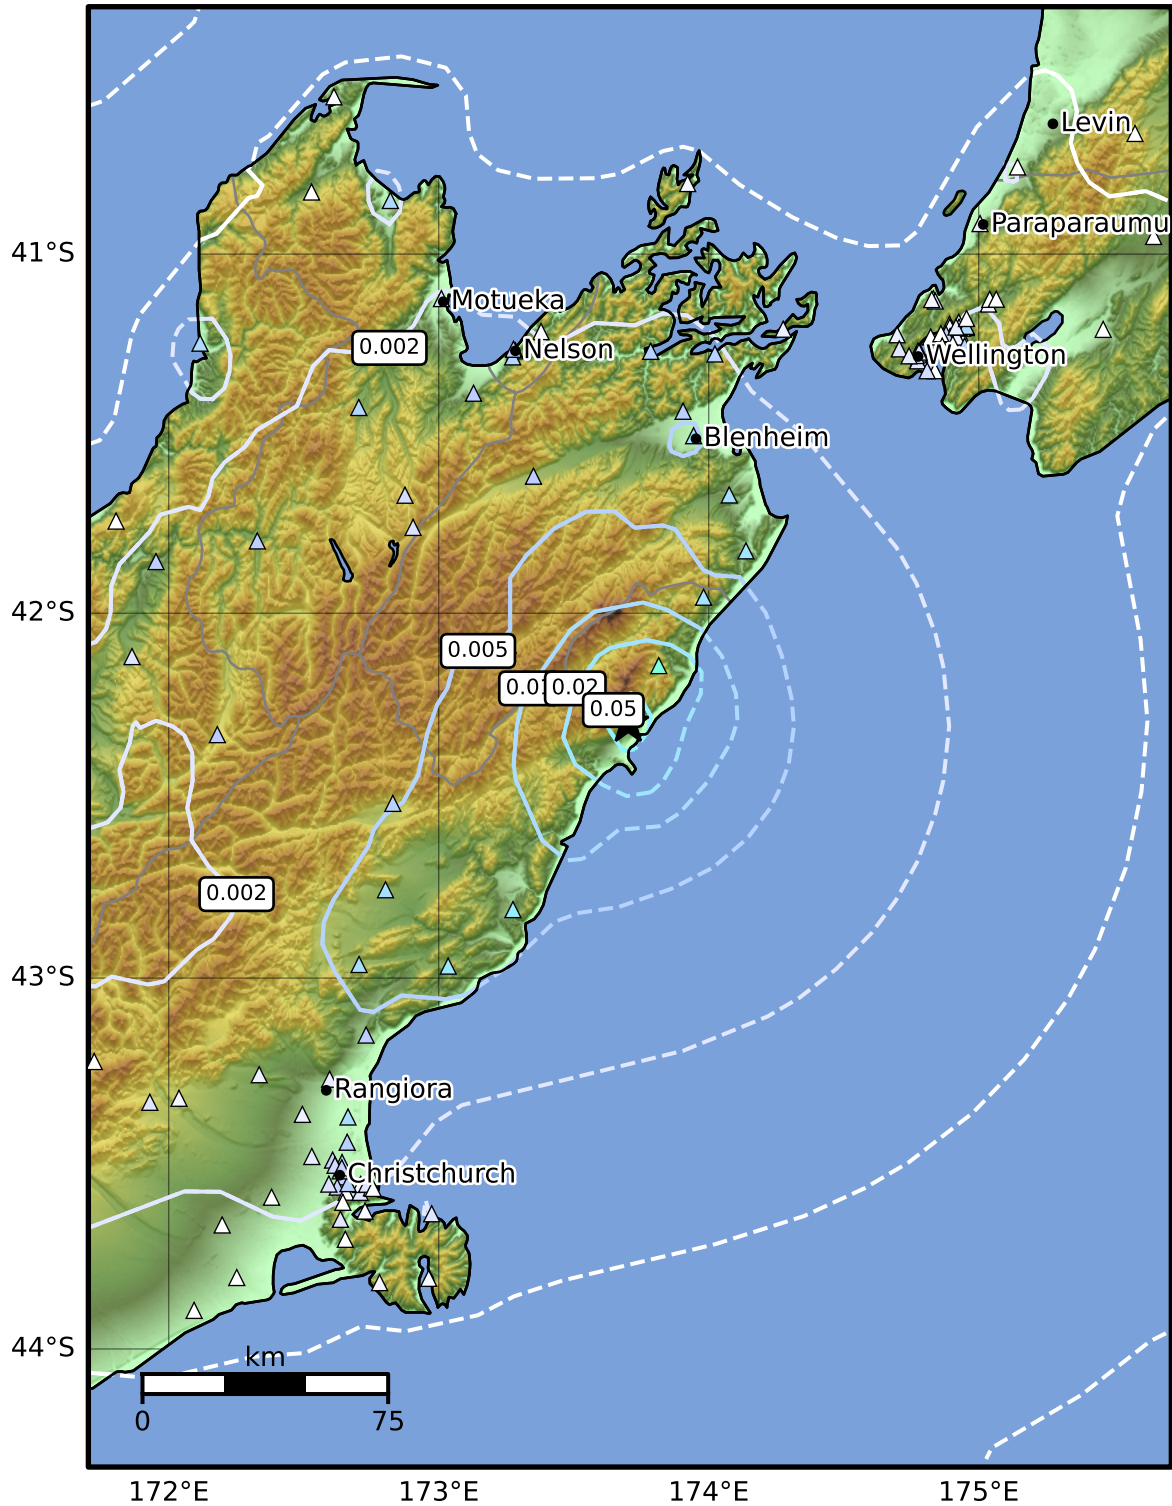 Levin
Paraparaumu
41°S
Motueka
0.002
Nelson
Wellington
Blenheim
42°S
0.005
0.02
0.05
0.002
43°S
Rangiora
Christchurch
44°S
km
0
75
172°E
173°E
174°E
175°E